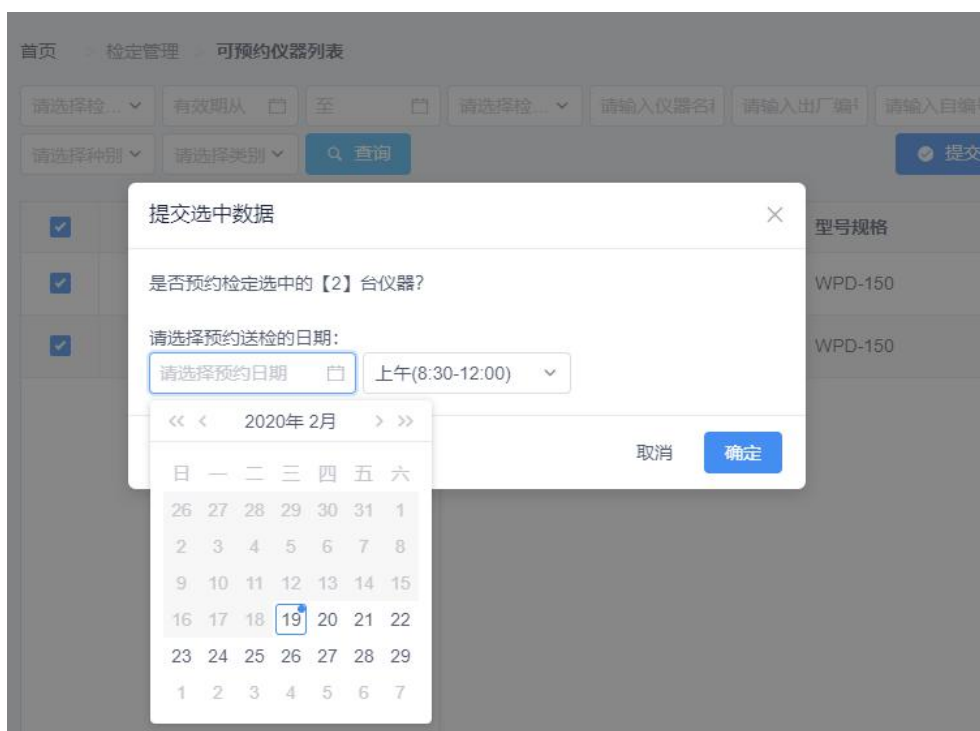 首页 检定管理 可预约仪器列表
请选择检... 有效期从 至 请选择检... 请输入仪器名称 请输入出厂编号 请输入自编号
请选择种别 请选择类别 查询 提交
提交选中数据
型号规格
是否预约检定选中的【2】台仪器?
WPD-150
请选择预约送检的日期:
WPD-150
请选择预约日期 上午(8:30-12:00)
2020年 2月
取消 确定
日 一 二 三 四 五 六
26 27 28 29 30 31 1
2 3 4 5 6 7 8
9 10 11 12 13 14 15
16 17 18 19 20 21 22
23 24 25 26 27 28 29
1 2 3 4 5 6 7